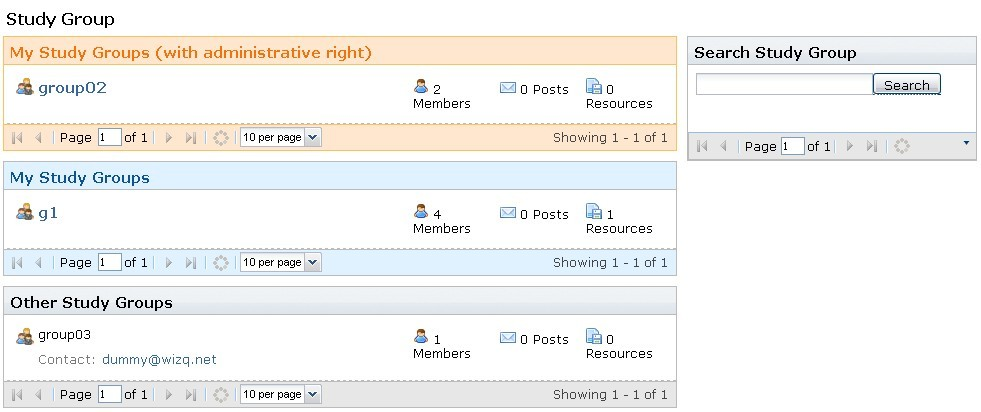 Study Group
My Study Groups (with administrative right)
group02
2 Members
0 Posts
0 Resources
Page 1 of 1
10 per page
Showing 1 - 1 of 1
My Study Groups
g1
4 Members
0 Posts
1 Resources
Page 1 of 1
10 per page
Showing 1 - 1 of 1
Other Study Groups
group03
Contact: dummy@wizq.net
1 Members
0 Posts
0 Resources
Page 1 of 1
10 per page
Showing 1 - 1 of 1
Search Study Group
Search
Page 1 of 1